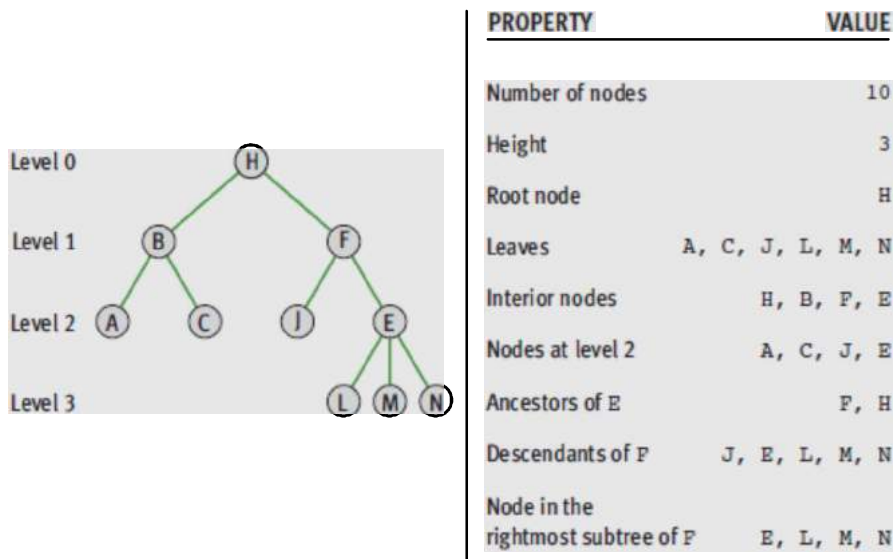 Level 0 H
Level 1 B F
Level 2 A C J E
Level 3 L M N
PROPERTY VALUE
Number of nodes 10
Height 3
Root node H
Leaves A, C, J, L, M, N
Interior nodes H, B, F, E
Nodes at level 2 A, C, J, E
Ancestors of E F, H
Descendants of F J, E, L, M, N
Node in the
rightmost subtree of F E, L, M, N